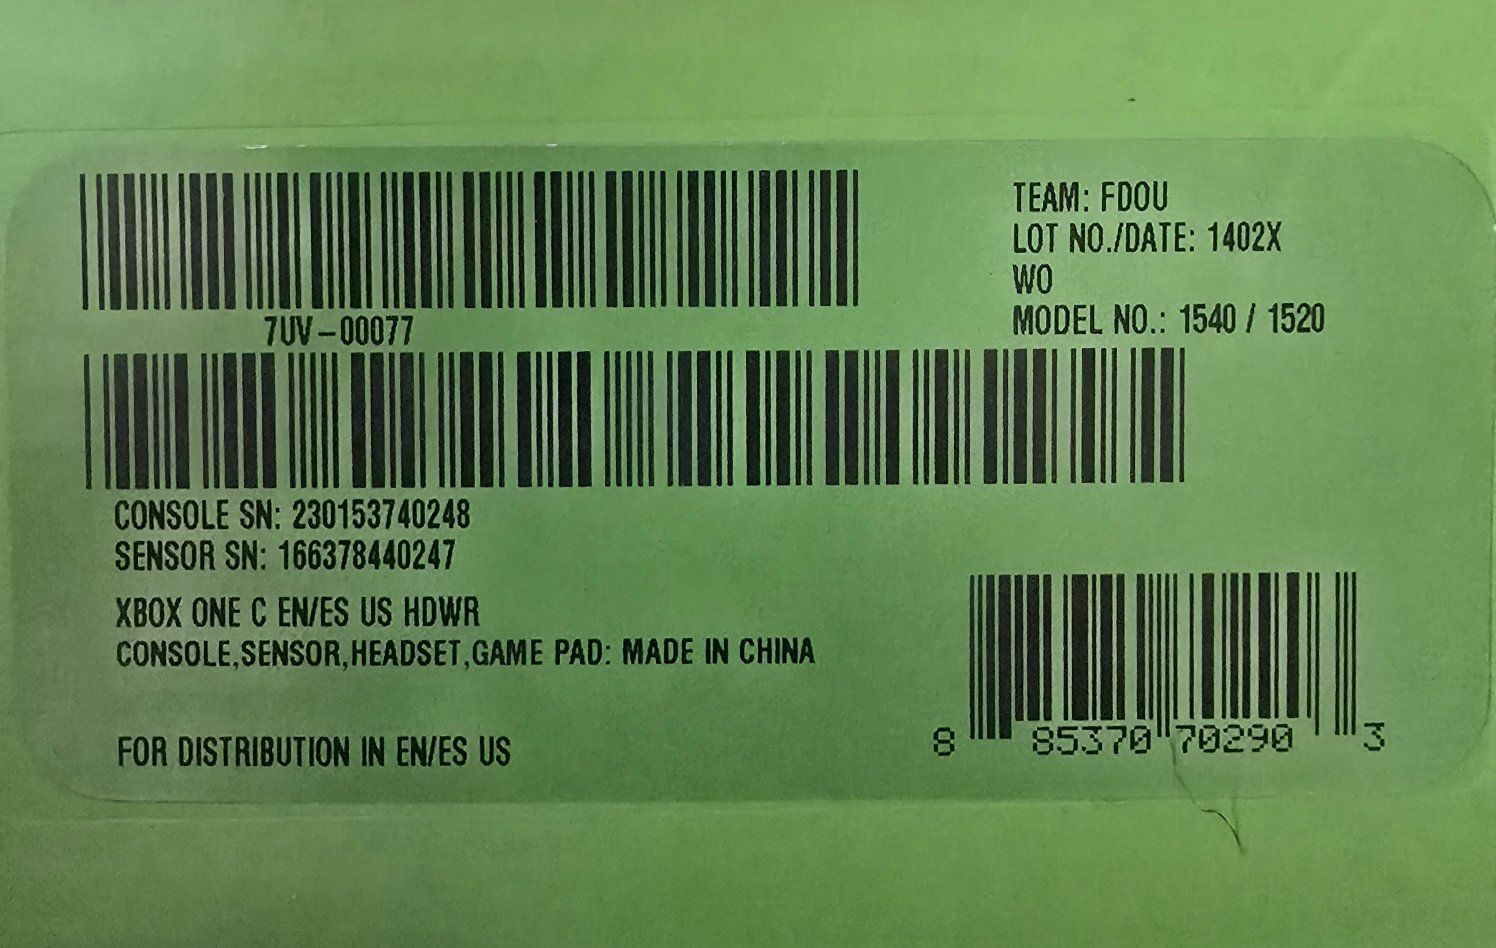 7UV-00077
TEAM: FDOU
LOT NO./DATE: 1402X
WO
MODEL NO.: 1540 / 1520
CONSOLE SN: 230153740248
SENSOR SN: 166378440247
XBOX ONE C EN/ES US HDWR
CONSOLE,SENSOR,HEADSET,GAME PAD: MADE IN CHINA
FOR DISTRIBUTION IN EN/ES US
8 85370 70290 3